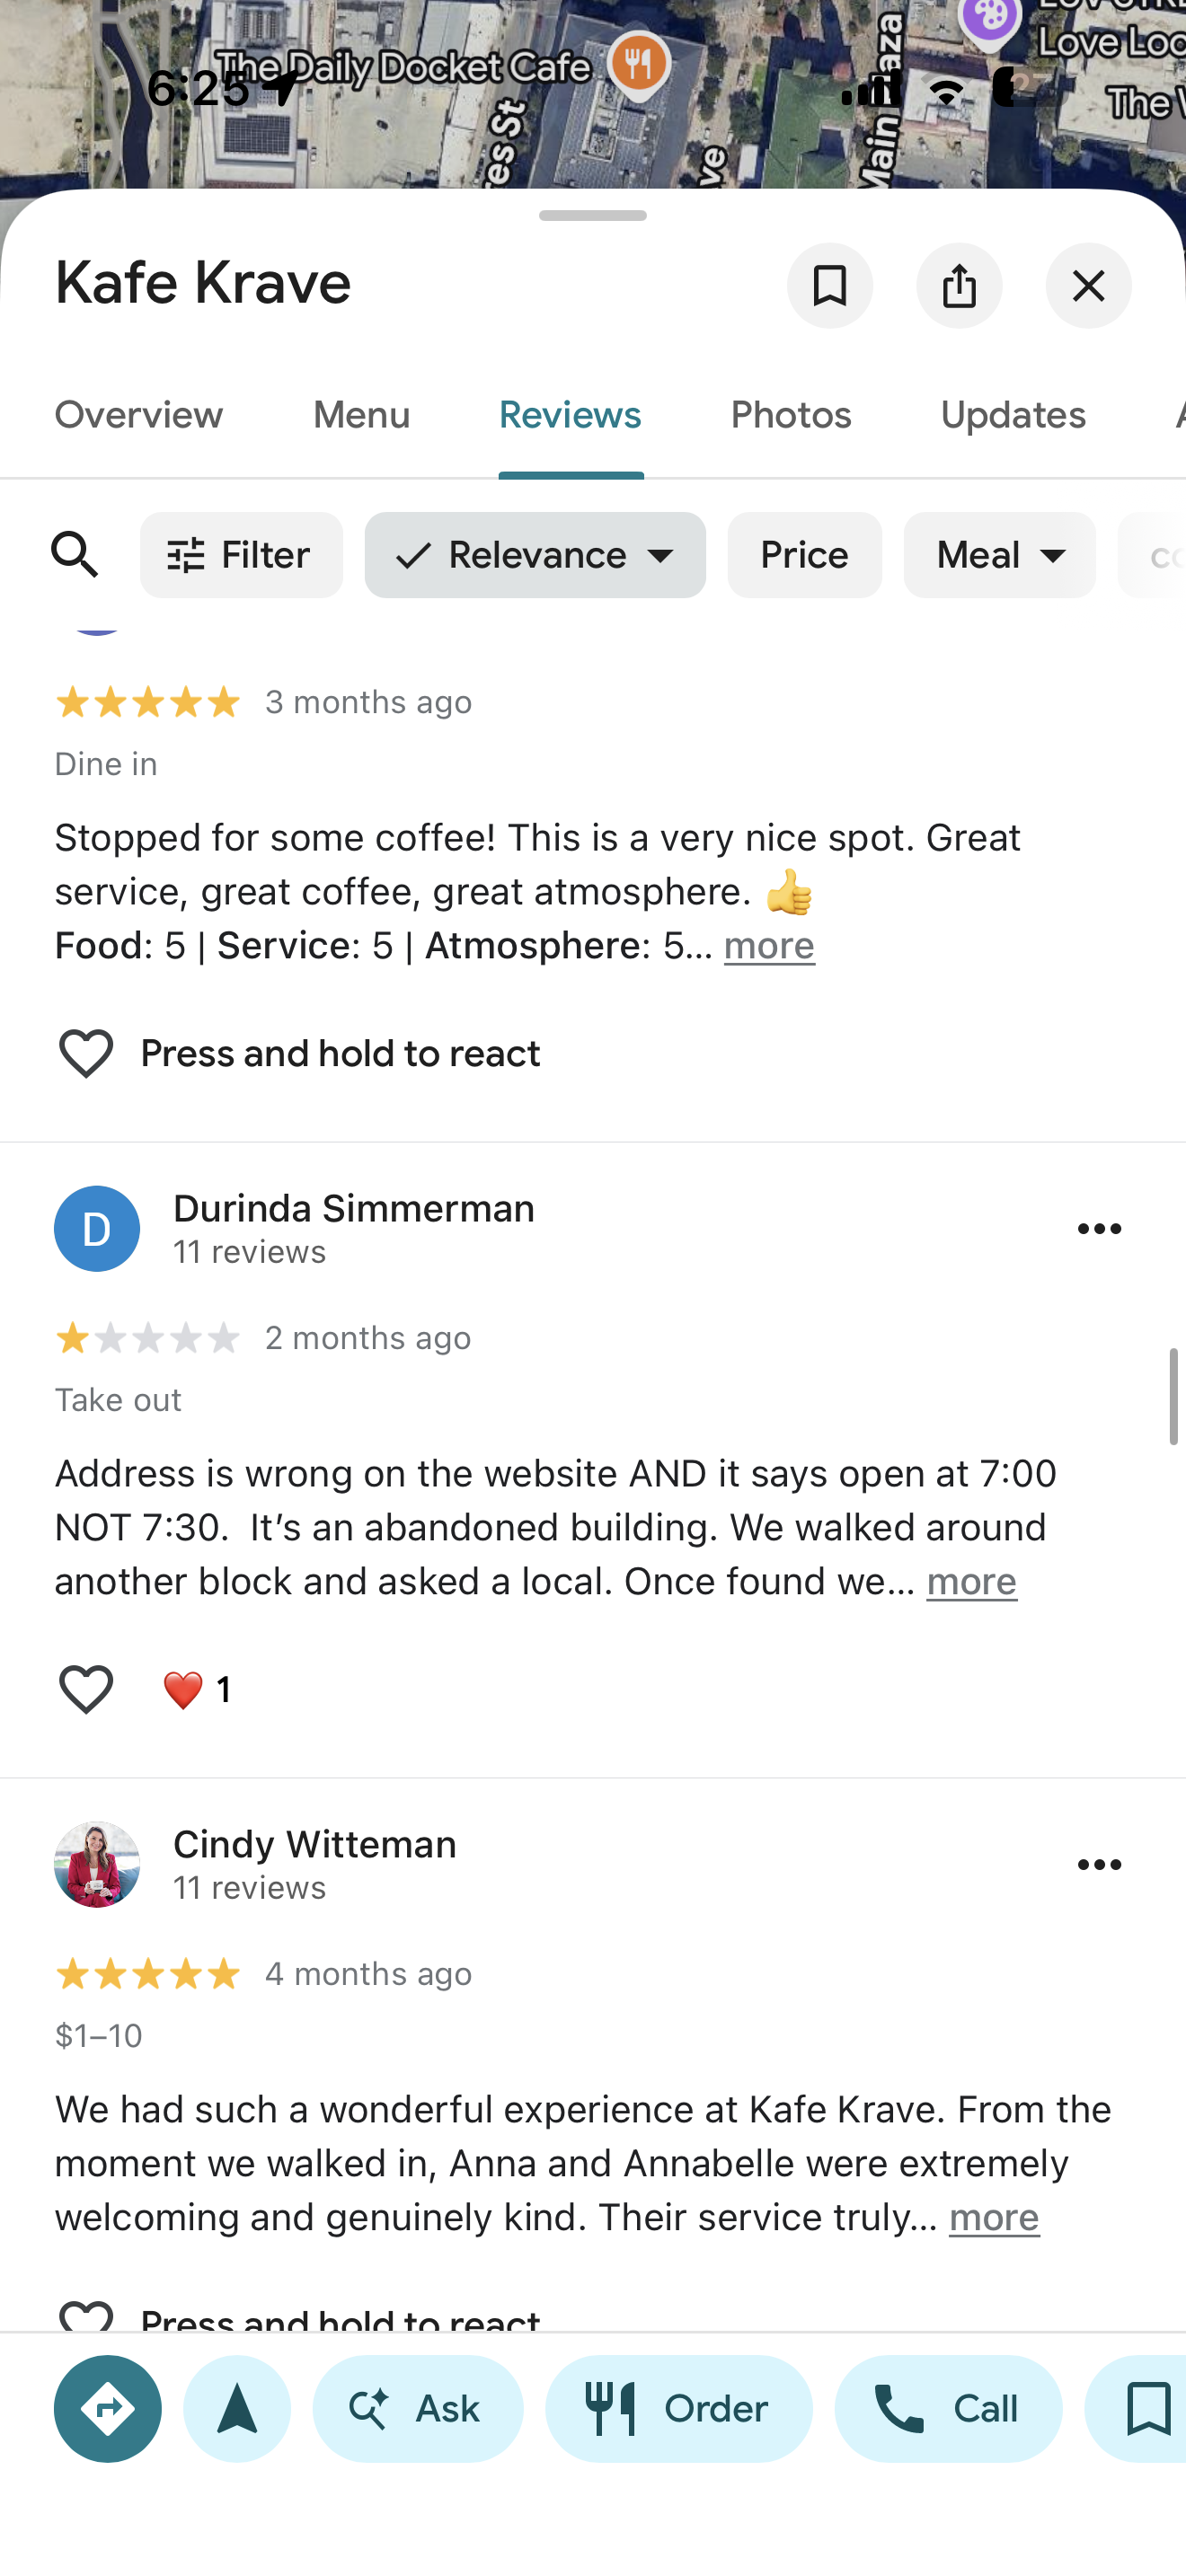 The Daily Docket Cafe
Love Loc
The
6:25
res St
ve
Main
aza
Kafe Krave
Overview Menu Reviews Photos Updates
Filter Relevance Price Meal
3 months ago
Dine in
Stopped for some coffee! This is a very nice spot. Great
service, great coffee, great atmosphere. 👍
Food: 5 | Service: 5 | Atmosphere: 5... more
Press and hold to react
D
Durinda Simmerman
11 reviews
2 months ago
Take out
Address is wrong on the website AND it says open at 7:00
NOT 7:30.  It’s an abandoned building. We walked around
another block and asked a local. Once found we... more
❤️ 1
Cindy Witteman
11 reviews
4 months ago
$1–10
We had such a wonderful experience at Kafe Krave. From the
moment we walked in, Anna and Annabelle were extremely
welcoming and genuinely kind. Their service truly... more
Press and hold to react
Ask Order Call